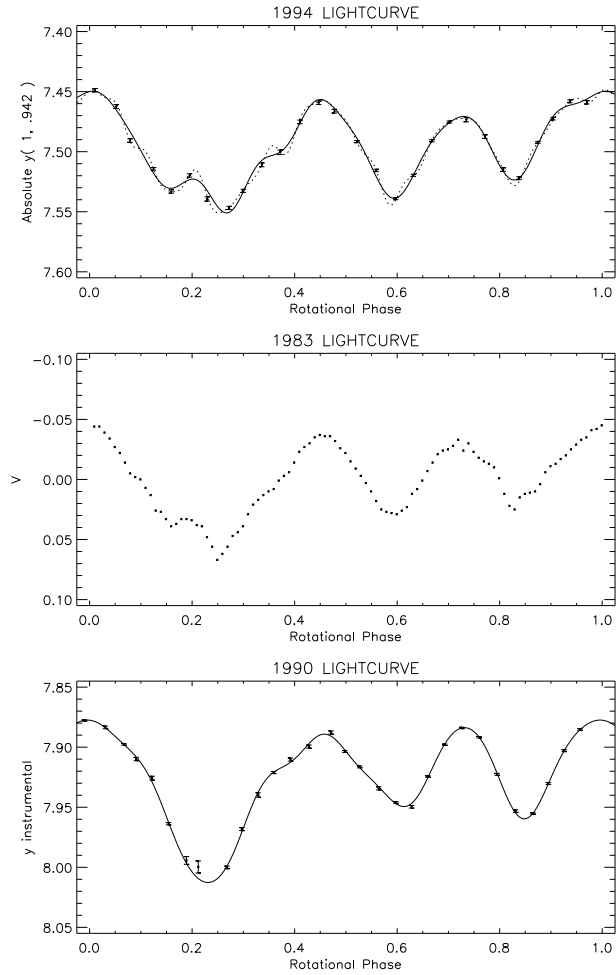 1994 LIGHTCURVE
7.40
7.45
7.50
7.55
7.60
Absolute y( 1, .942 )
0.0 0.2 0.4 0.6 0.8 1.0
Rotational Phase
1983 LIGHTCURVE
−0.10
−0.05
0.00
0.05
0.10
V
0.0 0.2 0.4 0.6 0.8 1.0
Rotational Phase
1990 LIGHTCURVE
7.85
7.90
7.95
8.00
8.05
y instrumental
0.0 0.2 0.4 0.6 0.8 1.0
Rotational Phase